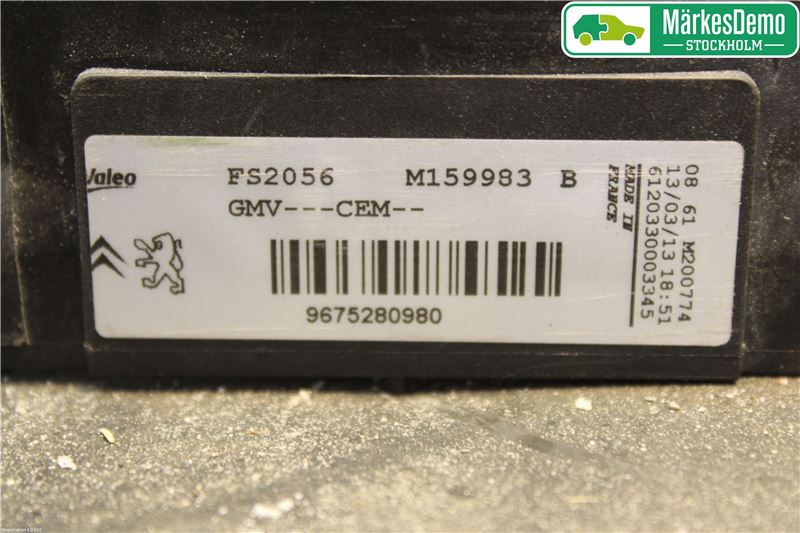 MärkesDemo
STOCKHOLM
Valeo
FS2056 M159983 B
GMV---CEM--
9675280980
MADE IN
FRANCE
08 61 M200774
13/03/13 18:51
6120330003345